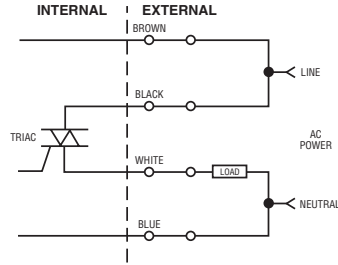 INTERNAL EXTERNAL
BROWN
LINE
BLACK
TRIAC
AC
POWER
WHITE
LOAD
NEUTRAL
BLUE